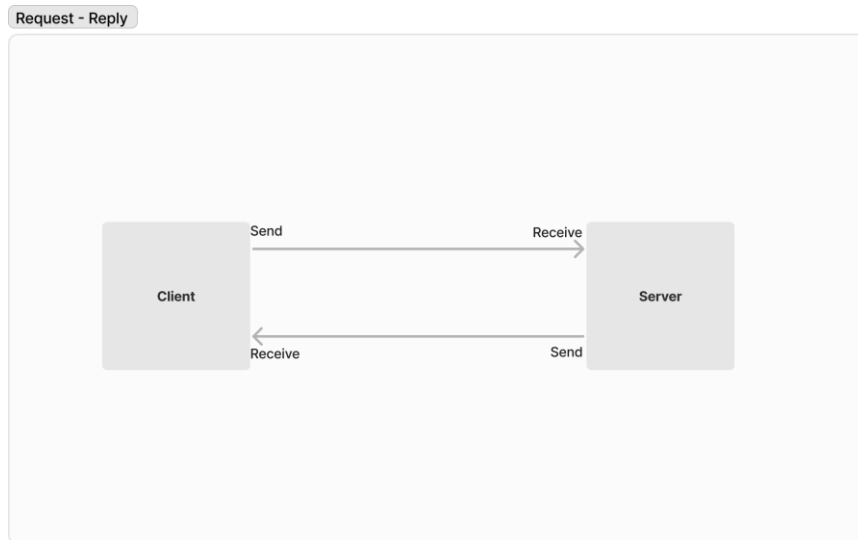 Request - Reply
Send
Receive
Client
Server
Receive
Send